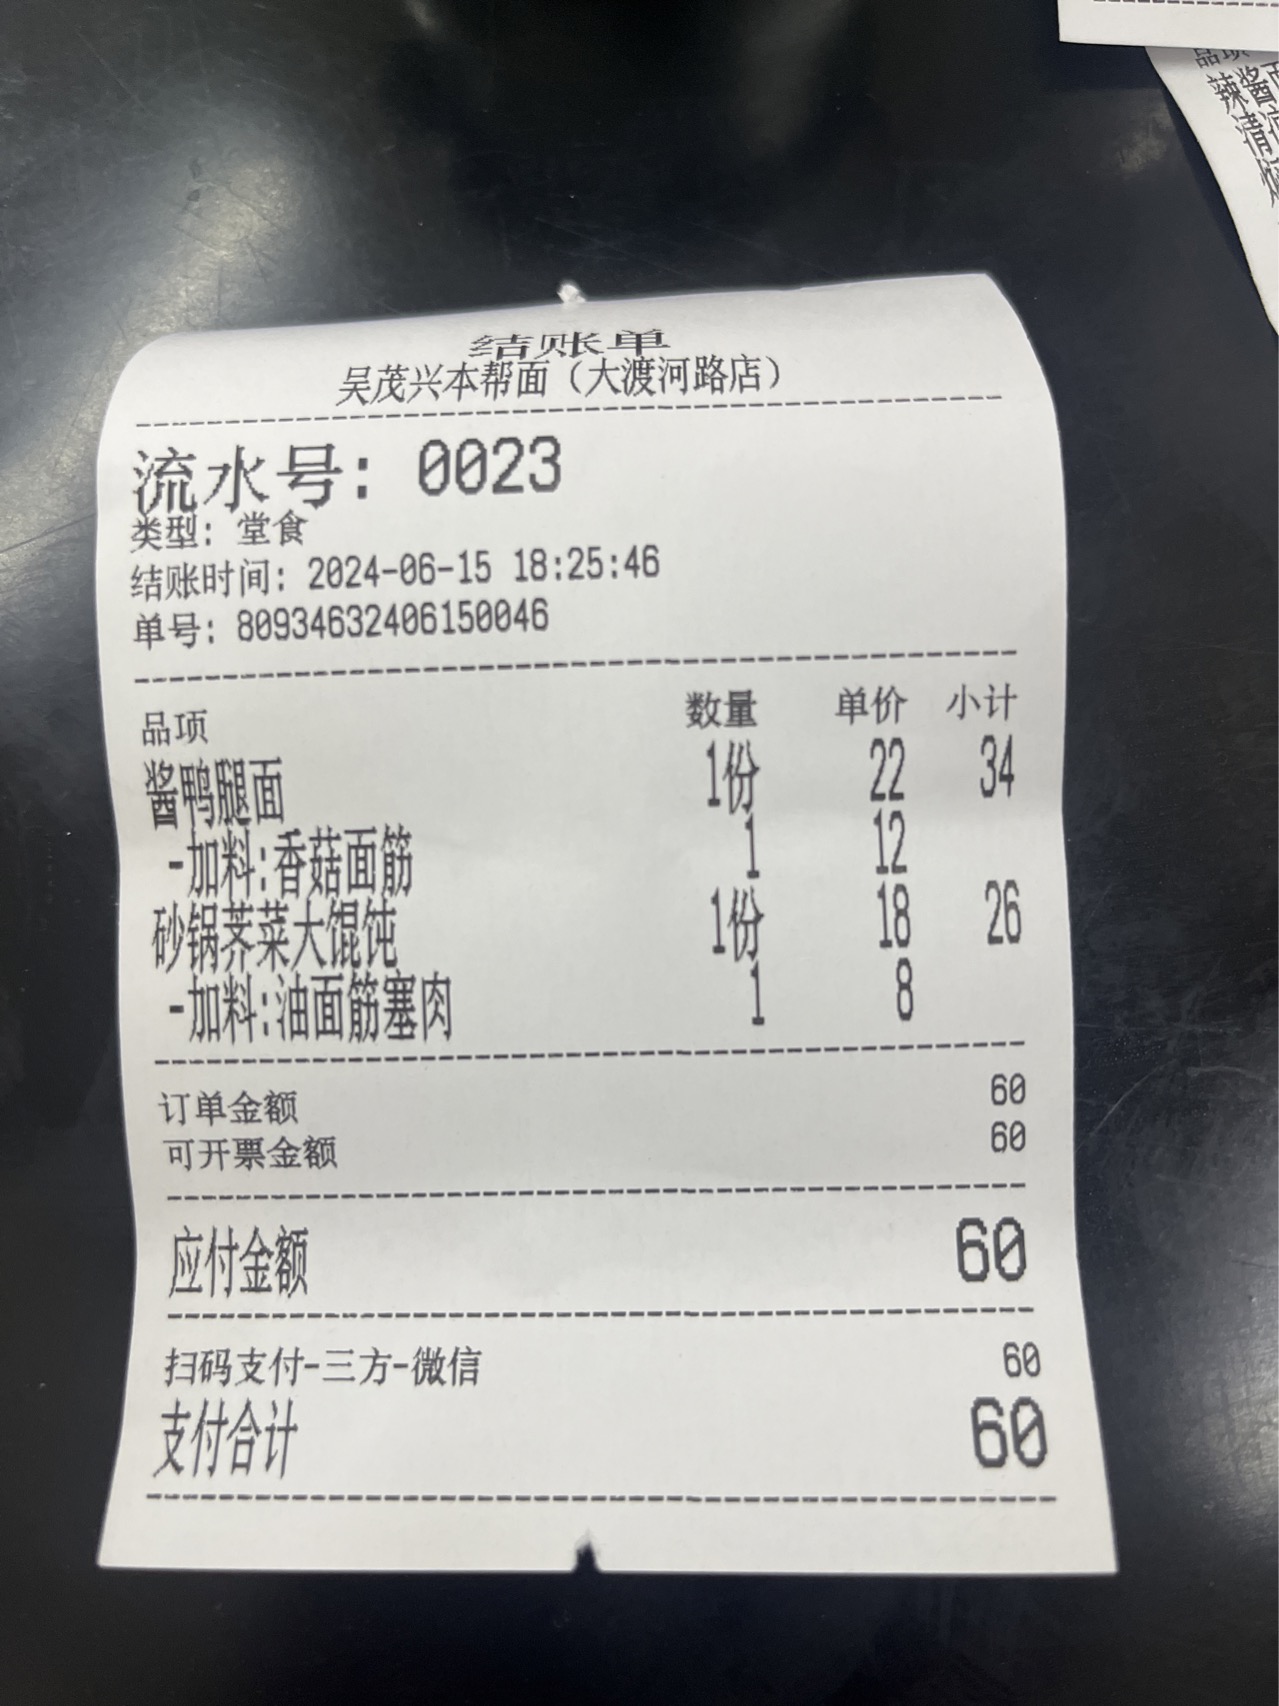 结账单
吴茂兴本帮面（大渡河路店）
流水号: 0023
类型: 堂食
结账时间: 2024-06-15 18:25:46
单号: 80934632406150046
品项 数量 单价 小计
酱鸭腿面 1份 22 34
-加料:香菇面筋 1 12
砂锅荠菜大馄饨 1份 18 26
-加料:油面筋塞肉 1 8
订单金额 60
可开票金额 60
应付金额 60
扫码支付-三方-微信 60
支付合计 60
品项
辣酱
清